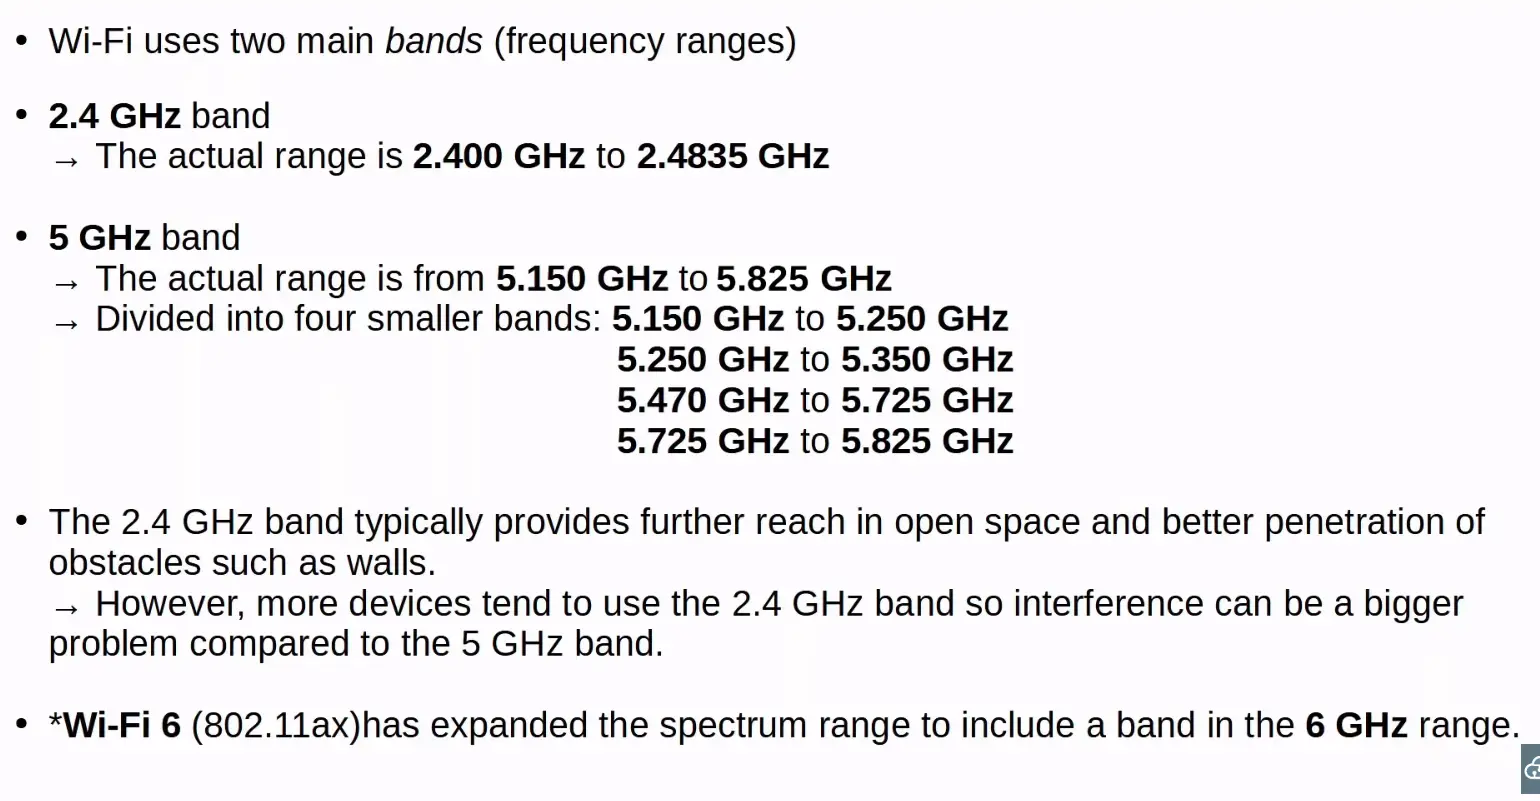 • Wi-Fi uses two main bands (frequency ranges)
• 2.4 GHz band
→ The actual range is 2.400 GHz to 2.4835 GHz
• 5 GHz band
→ The actual range is from 5.150 GHz to 5.825 GHz
→ Divided into four smaller bands: 5.150 GHz to 5.250 GHz
5.250 GHz to 5.350 GHz
5.470 GHz to 5.725 GHz
5.725 GHz to 5.825 GHz
• The 2.4 GHz band typically provides further reach in open space and better penetration of
obstacles such as walls.
→ However, more devices tend to use the 2.4 GHz band so interference can be a bigger
problem compared to the 5 GHz band.
• *Wi-Fi 6 (802.11ax)has expanded the spectrum range to include a band in the 6 GHz range.